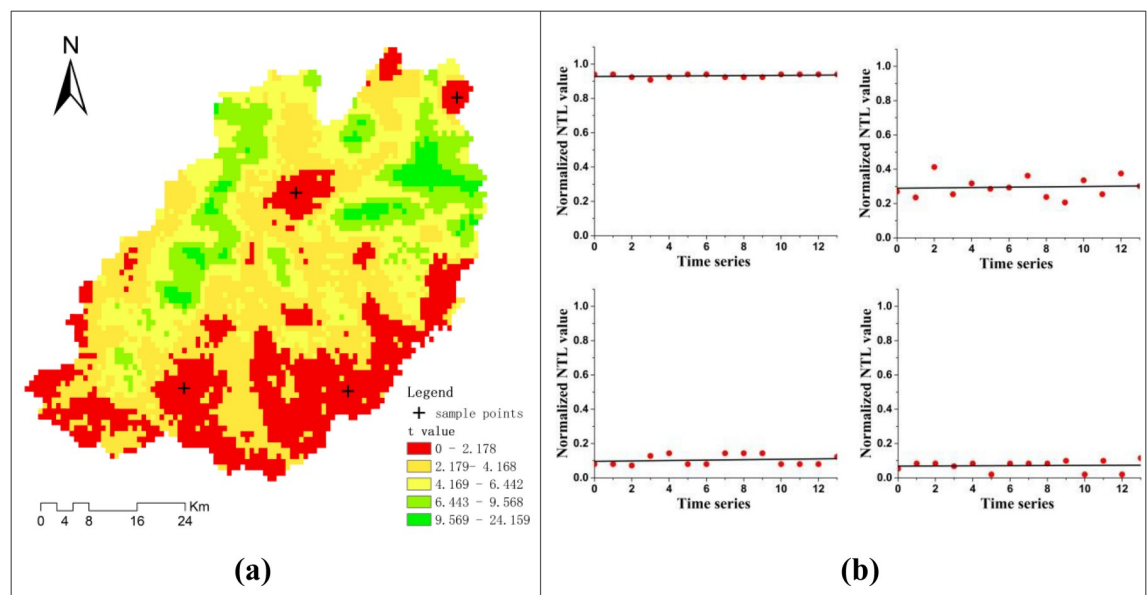 N
Legend
sample points
t value
0 - 2.178
2.179- 4.168
4.169 - 6.442
6.443 - 9.568
9.569 - 24.159
Km
0 4 8 16 24
(a)
Normalized NTL value
1.0
0.8
0.6
0.4
0.2
0.0
0 2 4 6 8 10 12
Time series
Normalized NTL value
1.0
0.8
0.6
0.4
0.2
0.0
0 2 4 6 8 10 12
Time series
Normalized NTL value
1.0
0.8
0.6
0.4
0.2
0.0
0 2 4 6 8 10 12
Time series
Normalized NTL value
1.0
0.8
0.6
0.4
0.2
0.0
0 2 4 6 8 10 12
Time series
(b)